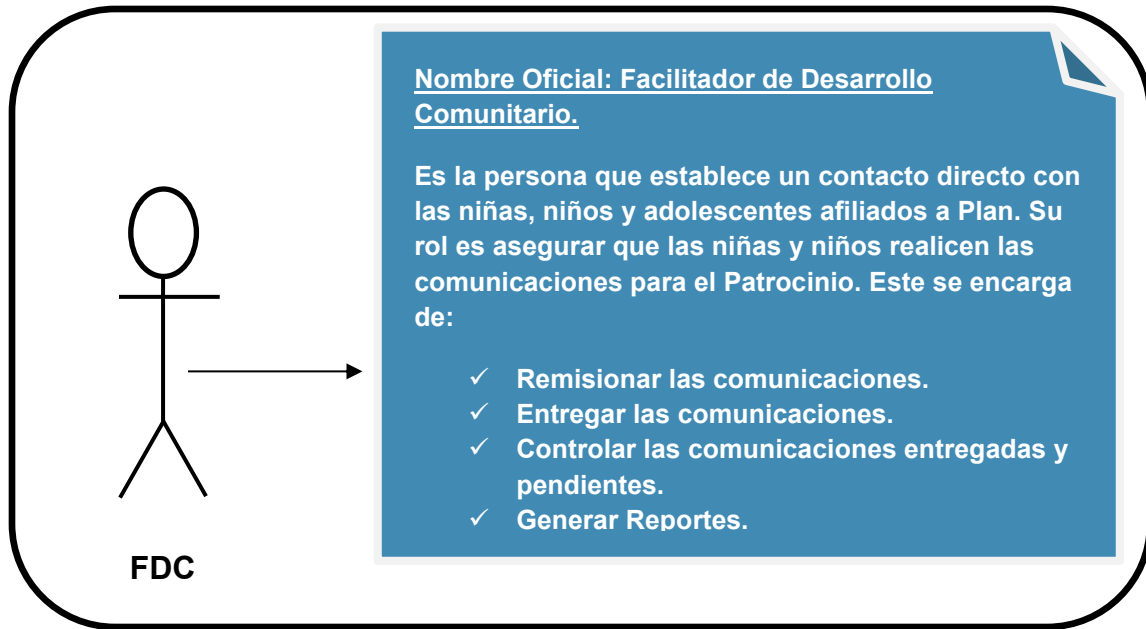 Nombre Oficial: Facilitador de Desarrollo
Comunitario.
Es la persona que establece un contacto directo con
las niñas, niños y adolescentes afiliados a Plan. Su
rol es asegurar que las niñas y niños realicen las
comunicaciones para el Patrocinio. Este se encarga
de:
✓ Remisionar las comunicaciones.
✓ Entregar las comunicaciones.
✓ Controlar las comunicaciones entregadas y
pendientes.
✓ Generar Reportes.
FDC